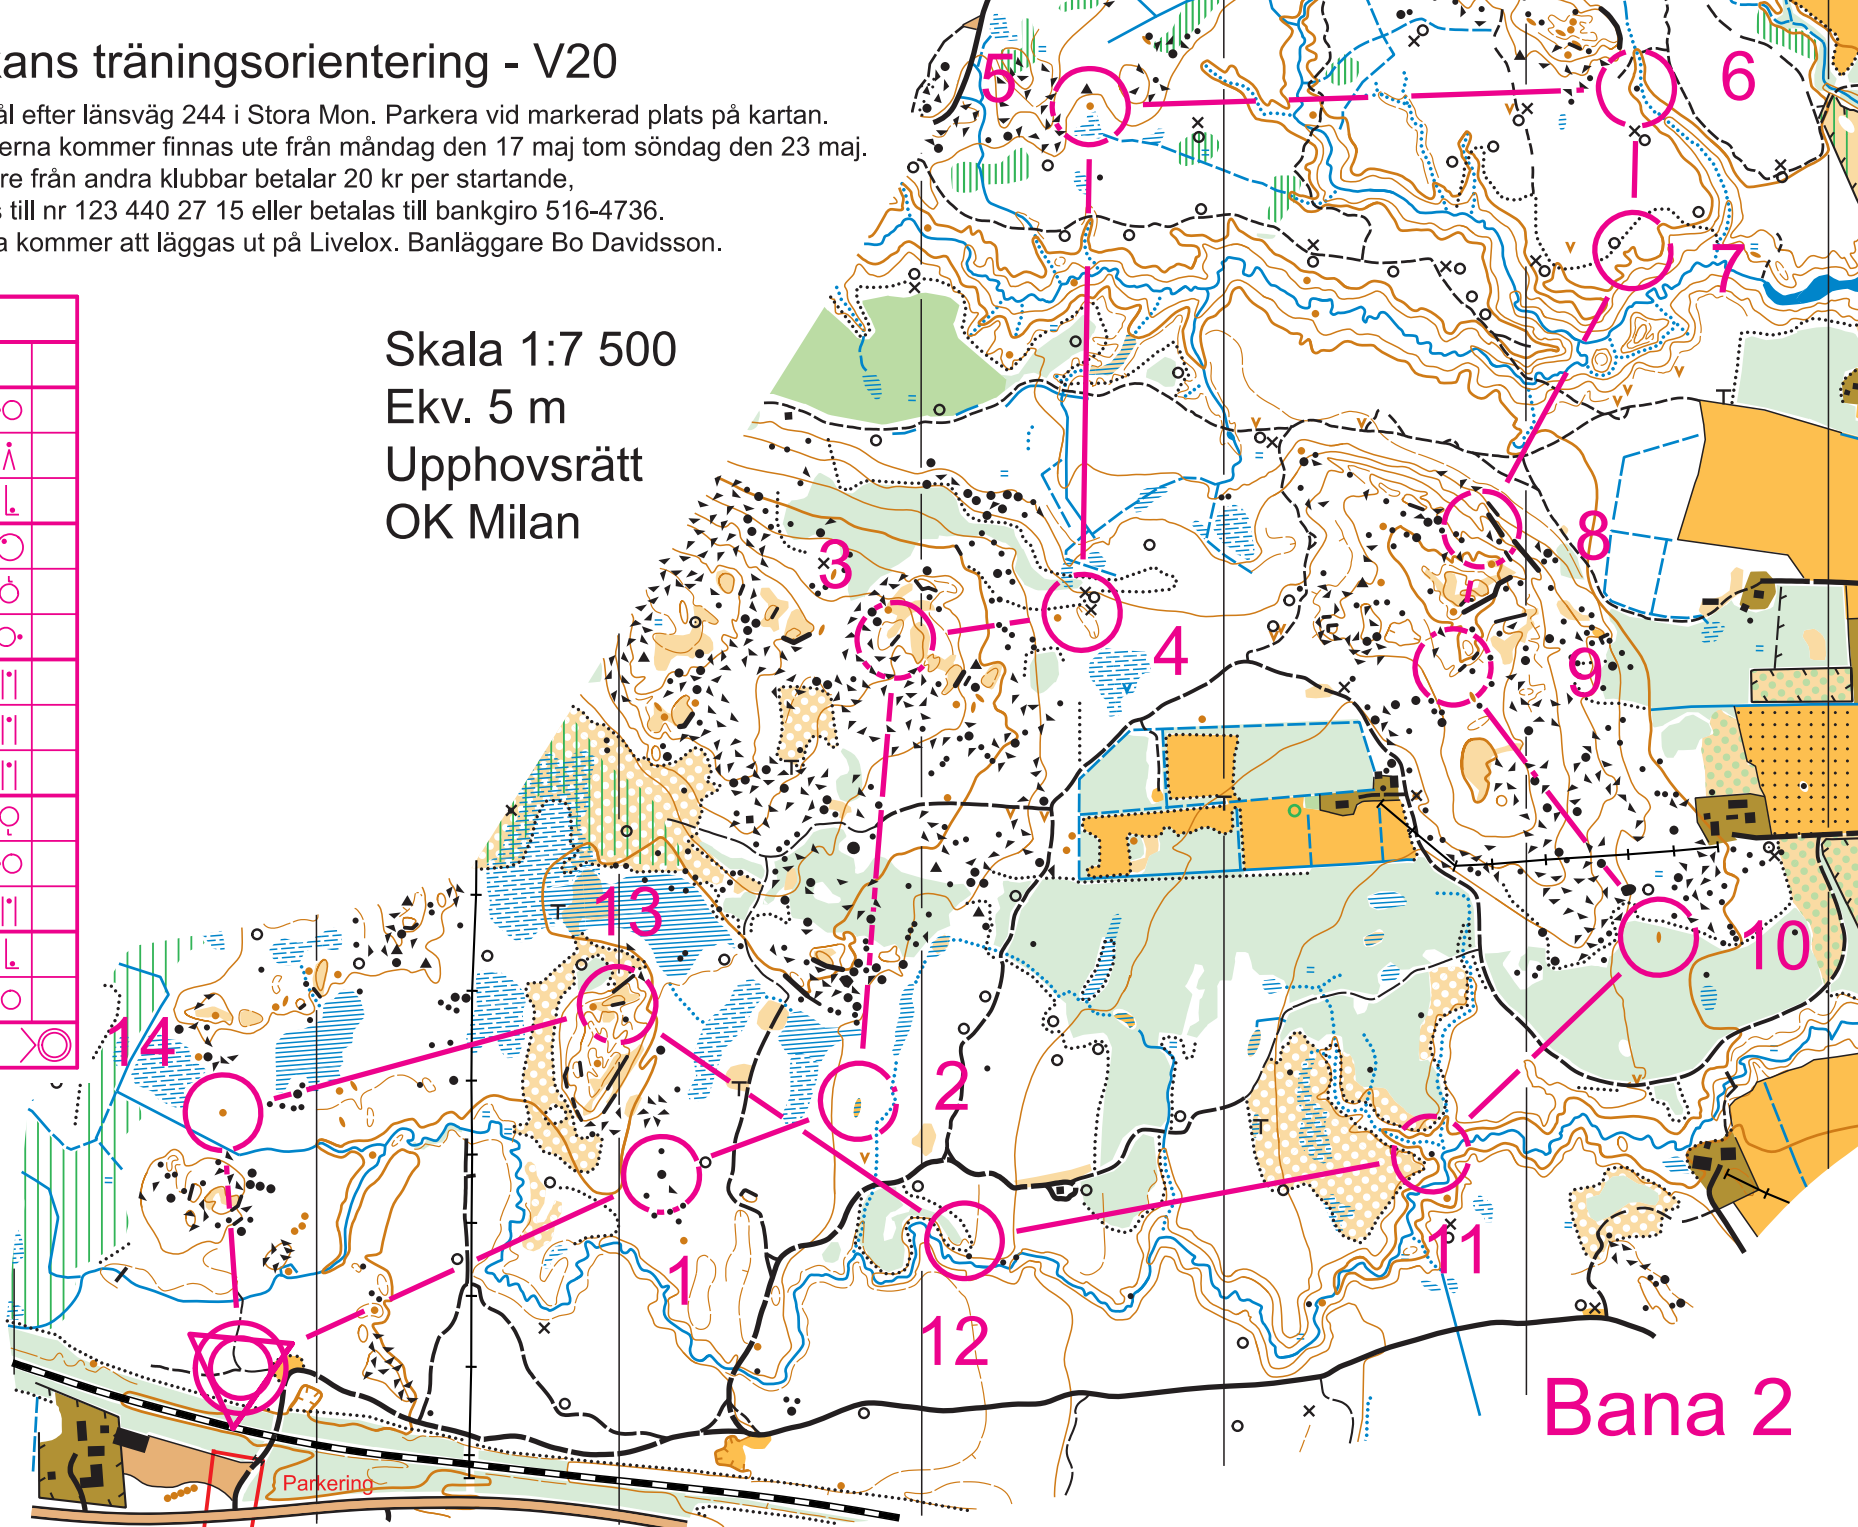 kans träningsorientering - V20
ål efter länsväg 244 i Stora Mon. Parkera vid markerad plats på kartan.
erna kommer finnas ute från måndag den 17 maj tom söndag den 23 maj.
re från andra klubbar betalar 20 kr per startande,
s till nr 123 440 27 15 eller betalas till bankgiro 516-4736.
a kommer att läggas ut på Livelox. Banläggare Bo Davidsson.
Skala 1:7 500
Ekv. 5 m
Upphovsrätt
OK Milan
5
6
7
3
8
4
9
13
10
14
2
1
11
12
Bana 2
Parkering